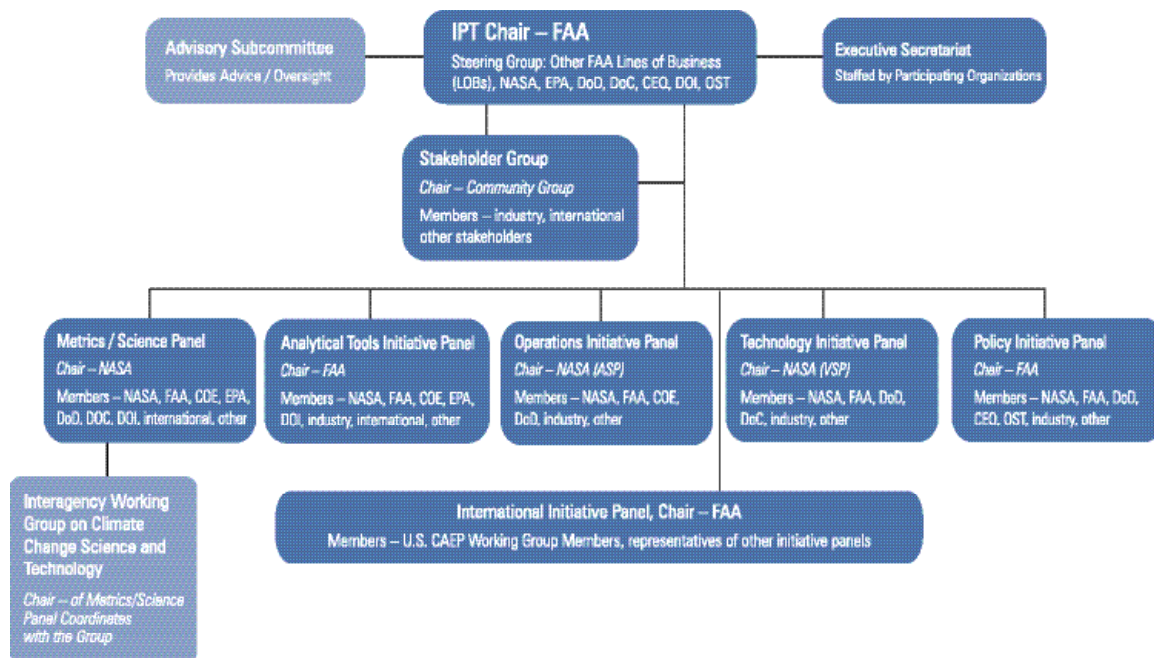 IPT Chair – FAA
Steering Group: Other FAA Lines of Business
(LOBs), NASA, EPA, DoD, DoC, CEQ, DOI, OST
Advisory Subcommittee
Provides Advice / Oversight
Executive Secretariat
Staffed by Participating Organizations
Stakeholder Group
Chair – Community Group
Members – industry, international
other stakeholders
Metrics / Science Panel
Chair – NASA
Members – NASA, FAA, COE, EPA,
DoD, DOC, DOI, international, other
Analytical Tools Initiative Panel
Chair – FAA
Members – NASA, FAA, COE, EPA,
DOI, industry, international, other
Operations Initiative Panel
Chair – NASA (ASP)
Members – NASA, FAA, COE,
DoD, industry, other
Technology Initiative Panel
Chair – NASA (VSP)
Members – NASA, FAA, DoD,
DoC, industry, other
Policy Initiative Panel
Chair – FAA
Members – NASA, FAA, DoD,
CEQ, OST, industry, other
Interagency Working
Group on Climate
Change Science and
Technology
Chair – of Metrics/Science
Panel Coordinates
with the Group
International Initiative Panel, Chair – FAA
Members – U.S. CAEP Working Group Members, representatives of other initiative panels